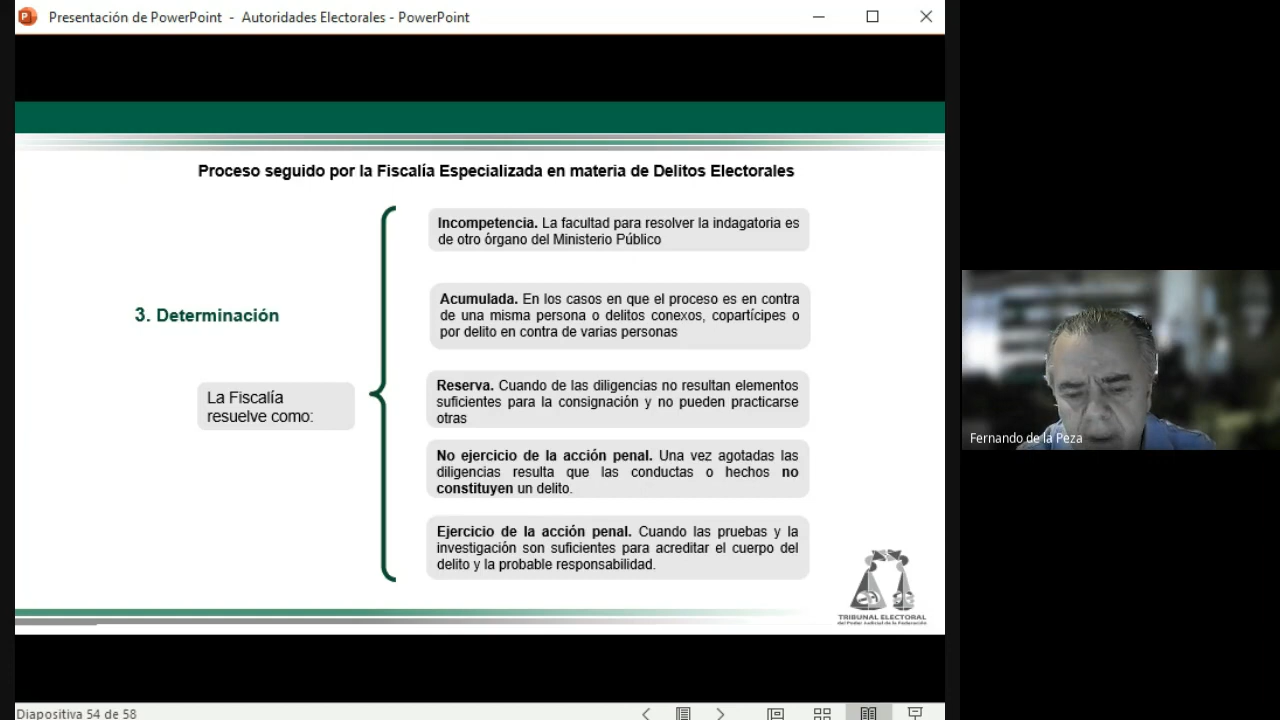 Presentación de PowerPoint - Autoridades Electorales - PowerPoint
Proceso seguido por la Fiscalía Especializada en materia de Delitos Electorales
3. Determinación
La Fiscalía
resuelve como:
Incompetencia. La facultad para resolver la indagatoria es
de otro órgano del Ministerio Público
Acumulada. En los casos en que el proceso es en contra
de una misma persona o delitos conexos, copartícipes o
por delito en contra de varias personas
Reserva. Cuando de las diligencias no resultan elementos
suficientes para la consignación y no pueden practicarse
otras
No ejercicio de la acción penal. Una vez agotadas las
diligencias resulta que las conductas o hechos no
constituyen un delito.
Ejercicio de la acción penal. Cuando las pruebas y la
investigación son suficientes para acreditar el cuerpo del
delito y la probable responsabilidad.
TRIBUNAL ELECTORAL
del Poder Judicial de la Federación
Fernando de la Peza
Diapositiva 54 de 58